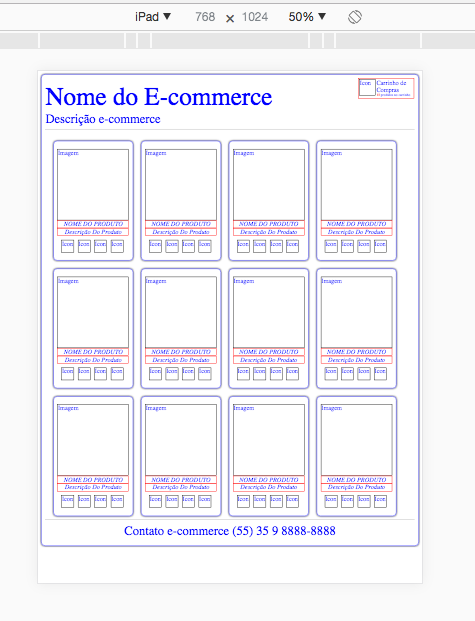 iPad ▼ 768 × 1024 50% ▼
Nome do E-commerce
Descrição e-commerce
Icon Carrinho de
Compras
Imagem Imagem Imagem Imagem
NOME DO PRODUTO NOME DO PRODUTO NOME DO PRODUTO NOME DO PRODUTO
Descrição Do Produto Descrição Do Produto Descrição Do Produto Descrição Do Produto
Icon Icon Icon Icon Icon Icon Icon Icon Icon Icon Icon Icon Icon Icon Icon Icon
Imagem Imagem Imagem Imagem
NOME DO PRODUTO NOME DO PRODUTO NOME DO PRODUTO NOME DO PRODUTO
Descrição Do Produto Descrição Do Produto Descrição Do Produto Descrição Do Produto
Icon Icon Icon Icon Icon Icon Icon Icon Icon Icon Icon Icon Icon Icon Icon Icon
Imagem Imagem Imagem Imagem
NOME DO PRODUTO NOME DO PRODUTO NOME DO PRODUTO NOME DO PRODUTO
Descrição Do Produto Descrição Do Produto Descrição Do Produto Descrição Do Produto
Icon Icon Icon Icon Icon Icon Icon Icon Icon Icon Icon Icon Icon Icon Icon Icon
Contato e-commerce (55) 35 9 8888-8888